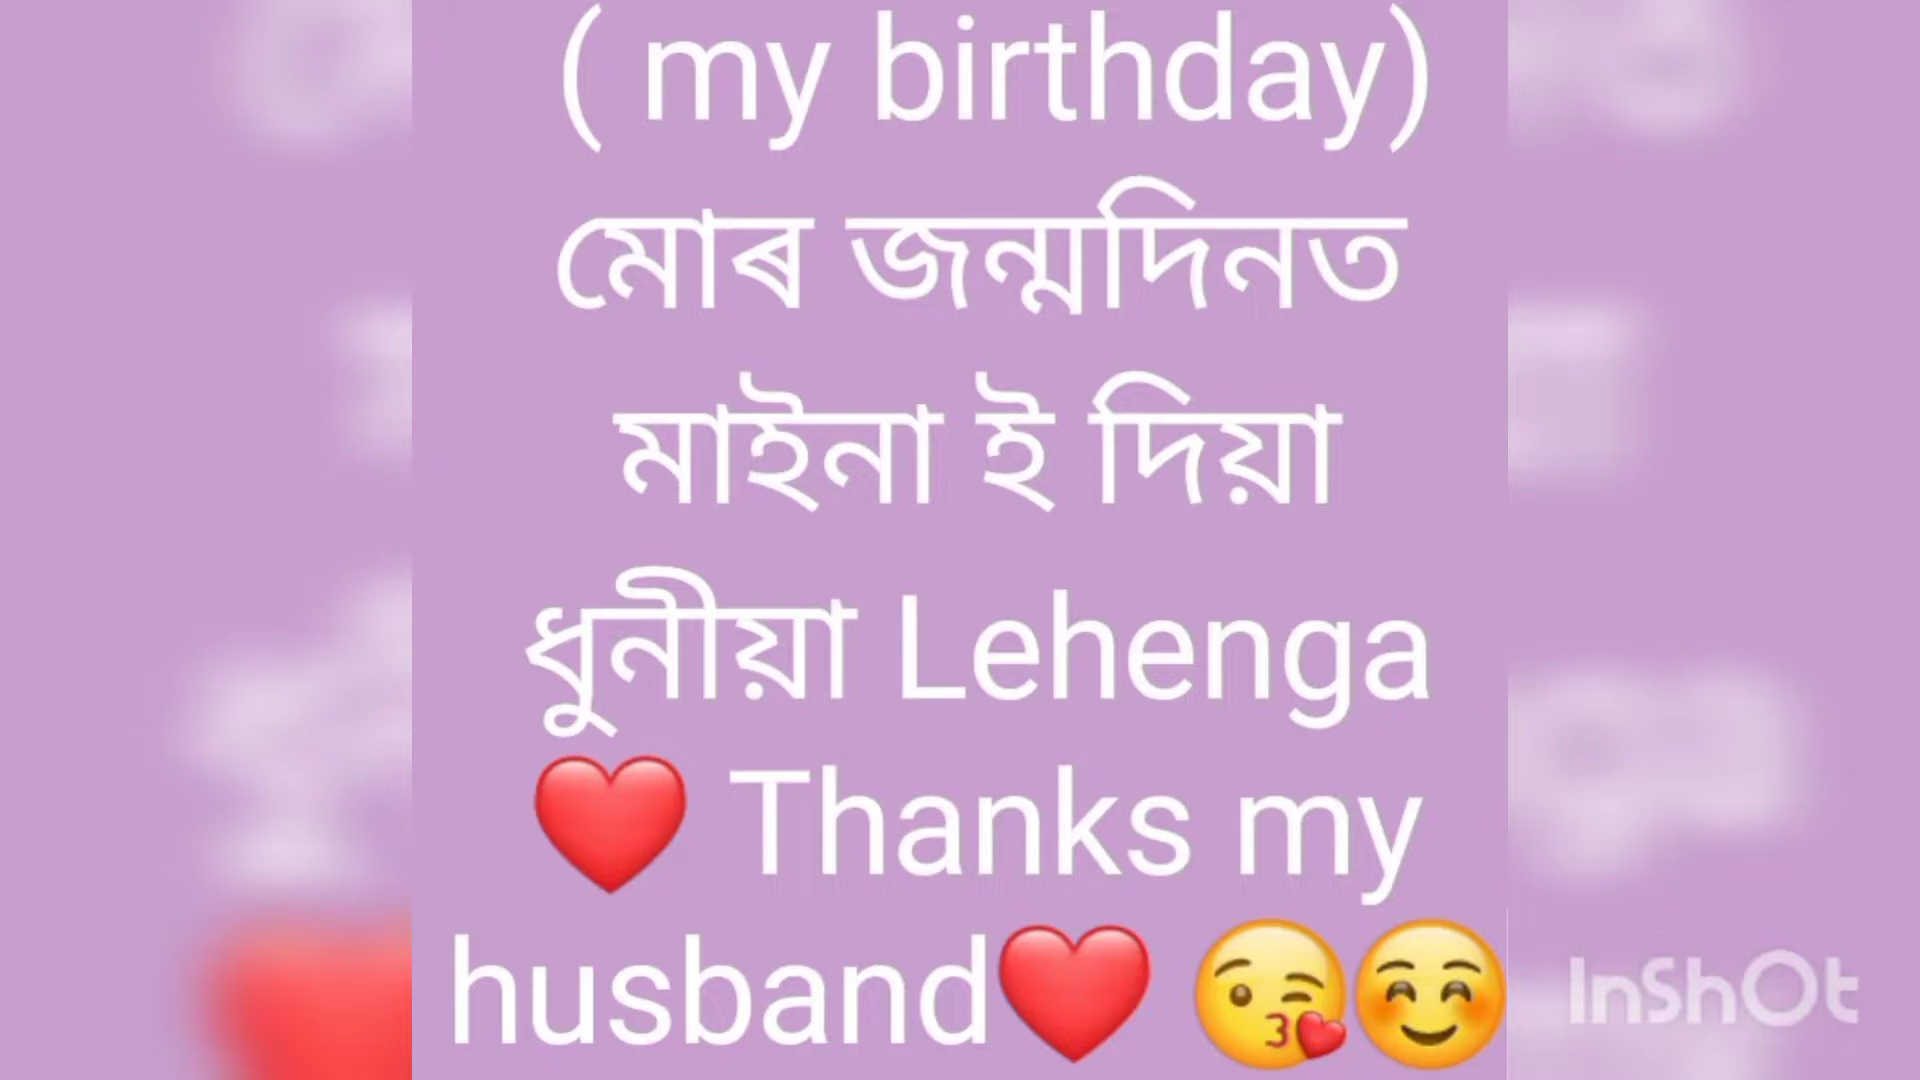 ( my birthday)
মোৰ জন্মদিনত
মাইনা ই দিয়া
ধুনীয়া Lehenga
❤️ Thanks my
husband❤️ 😘☺️
InShOt